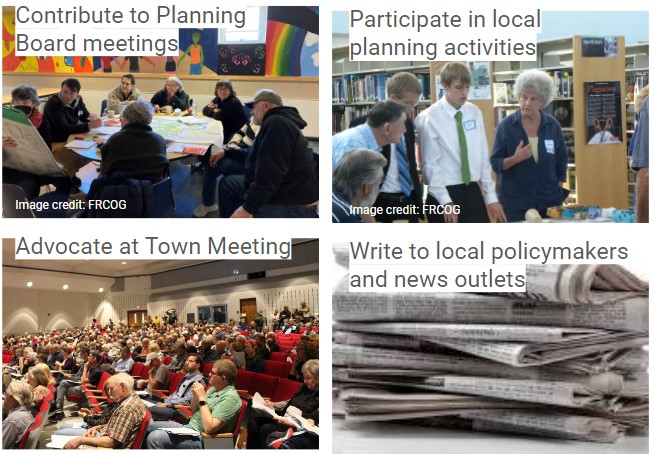 Contribute to Planning
Board meetings
Image credit: FRCOG
Participate in local
planning activities
Image credit: FRCOG
Advocate at Town Meeting
Write to local policymakers
and news outlets